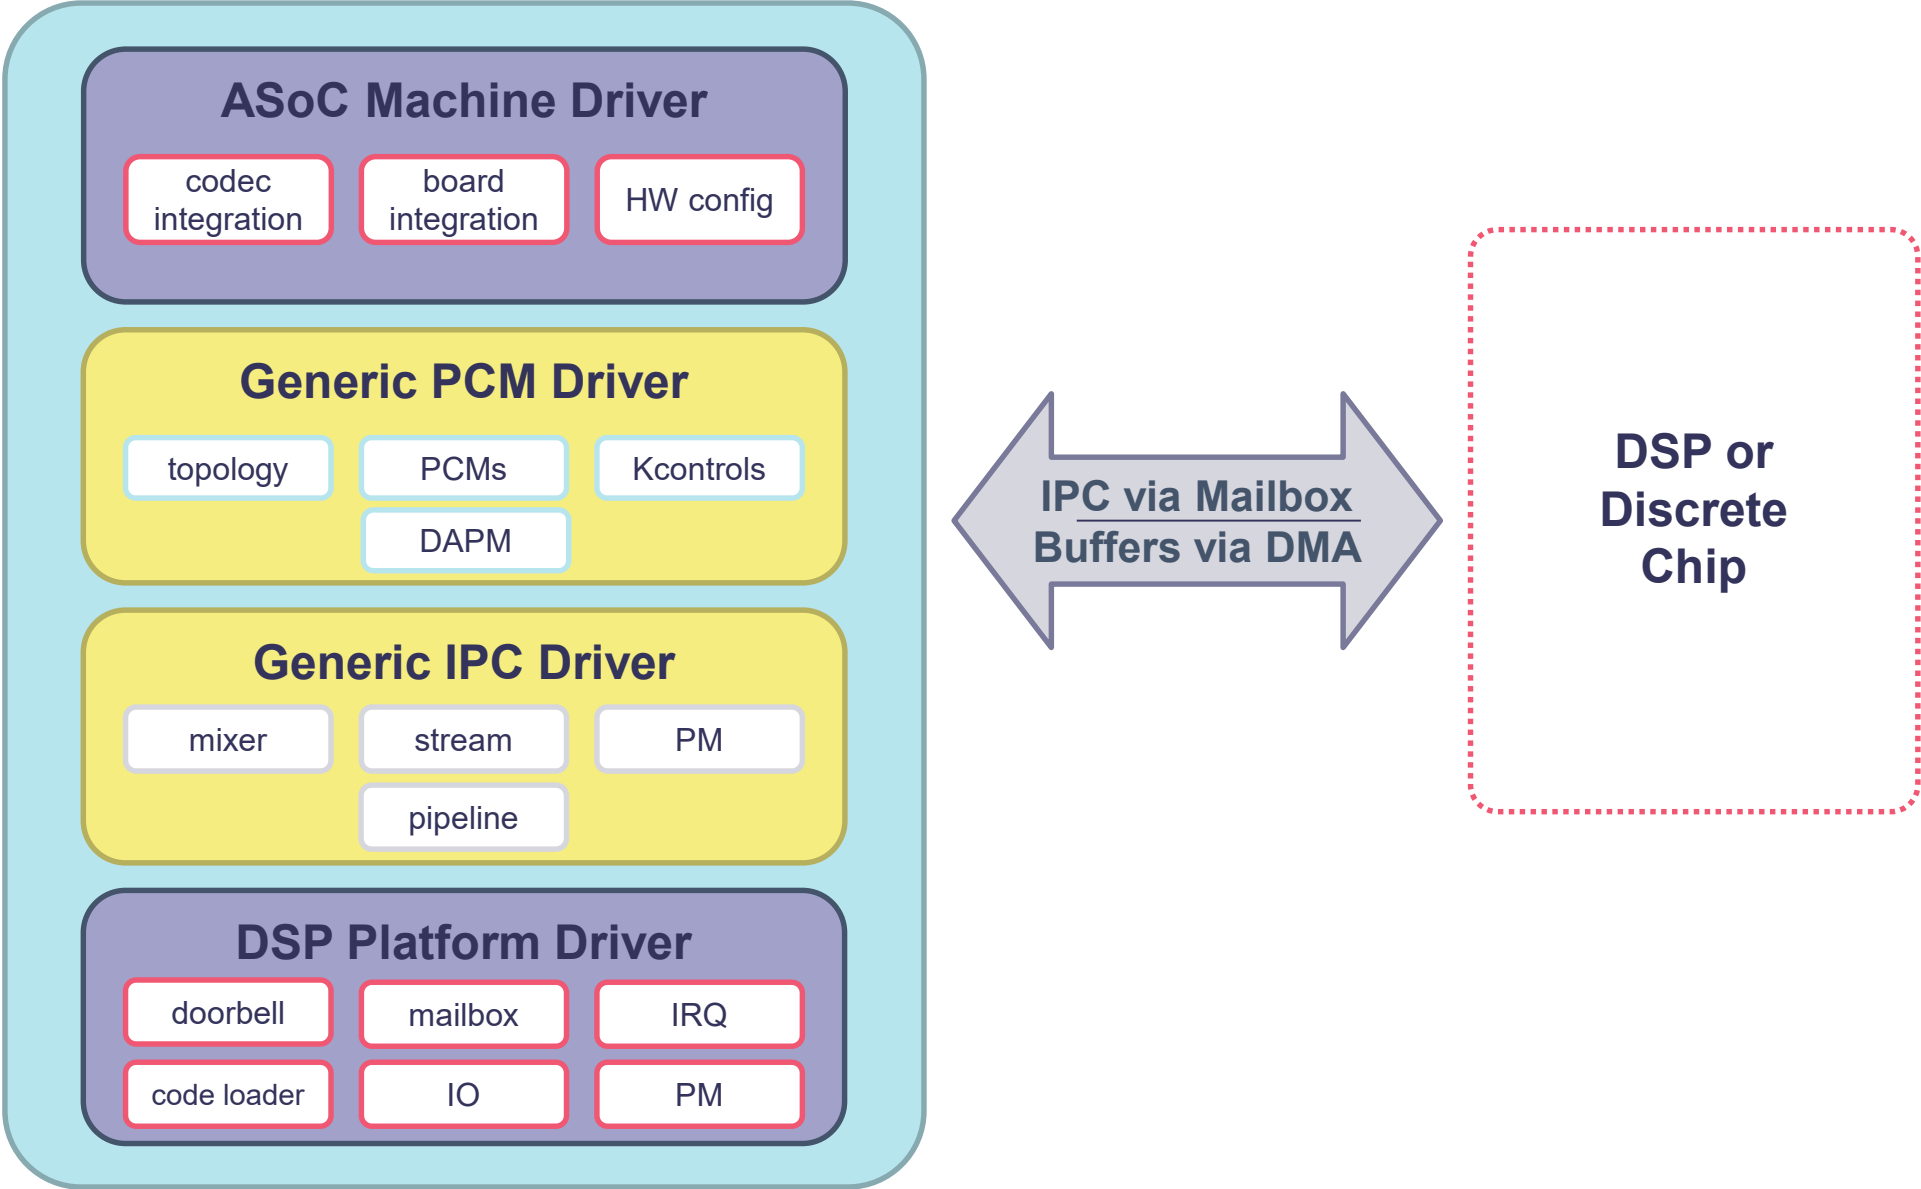 ASoC Machine Driver
codec
integration
board
integration
HW config
Generic PCM Driver
topology
PCMs
Kcontrols
DAPM
Generic IPC Driver
mixer
stream
PM
pipeline
DSP Platform Driver
doorbell
mailbox
IRQ
code loader
IO
PM
IPC via Mailbox
Buffers via DMA
DSP or
Discrete
Chip